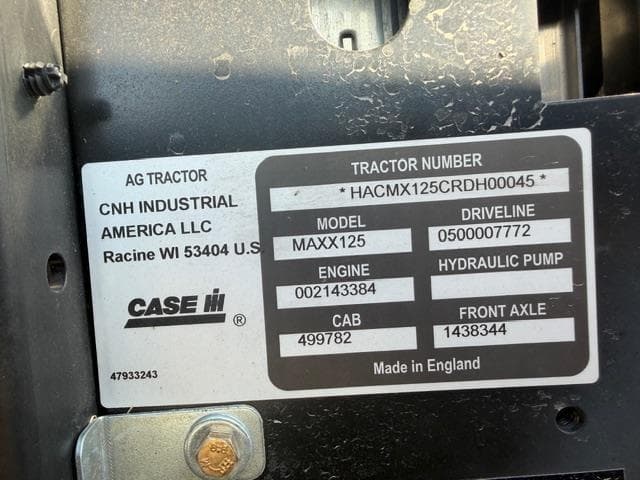 AG TRACTOR
CNH INDUSTRIAL
AMERICA LLC
Racine WI 53404 U.S.
CASE IH ®
47933243
TRACTOR NUMBER
* HACMX125CRDH00045 *
MODEL
MAXX125
DRIVELINE
0500007772
ENGINE
002143384
HYDRAULIC PUMP
CAB
499782
FRONT AXLE
1438344
Made in England